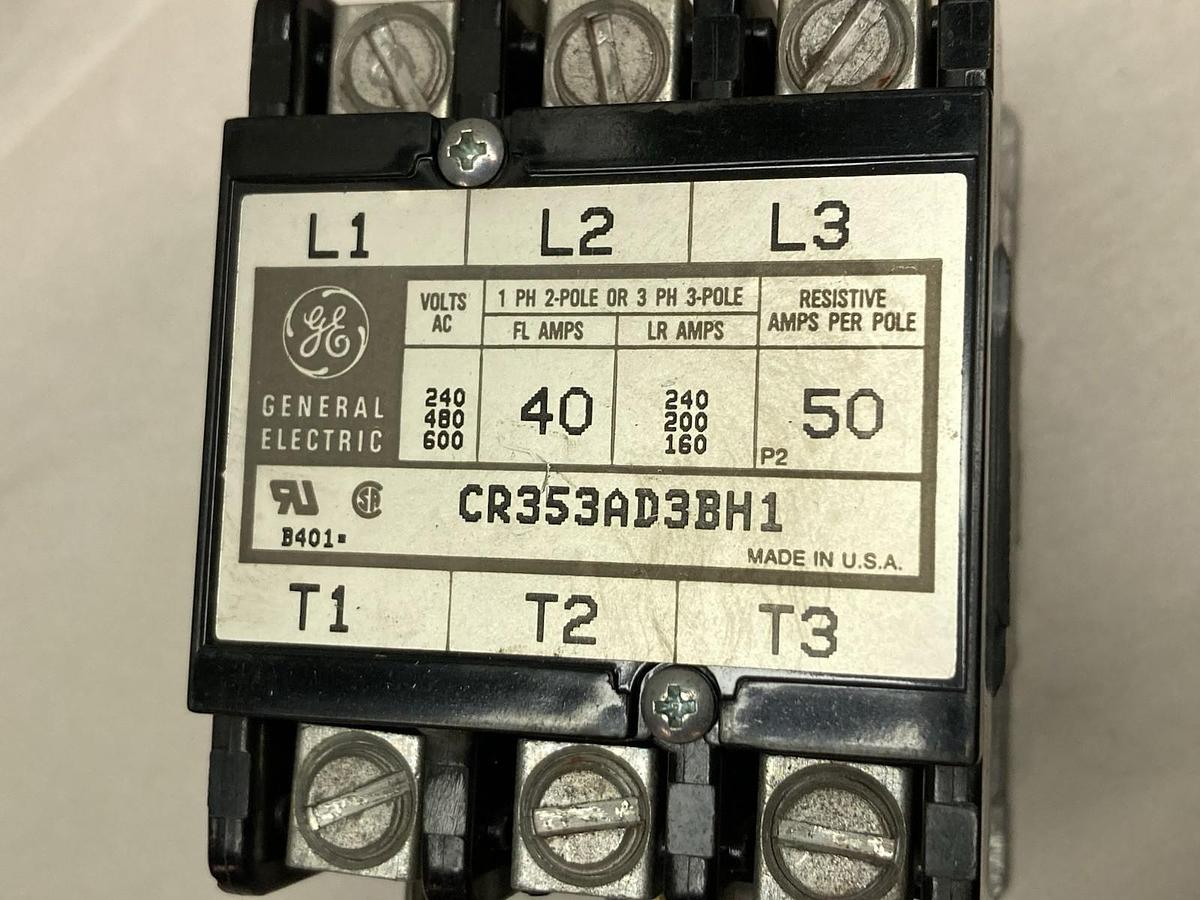 L1 L2 L3
GE
GENERAL
ELECTRIC
VOLTS
AC
1 PH 2-POLE OR 3 PH 3-POLE
FL AMPS LR AMPS
RESISTIVE
AMPS PER POLE
240
480
600
40
240
200
160
50
P2
RU SA
B401
CR353AD3BH1
MADE IN U.S.A.
T1 T2 T3